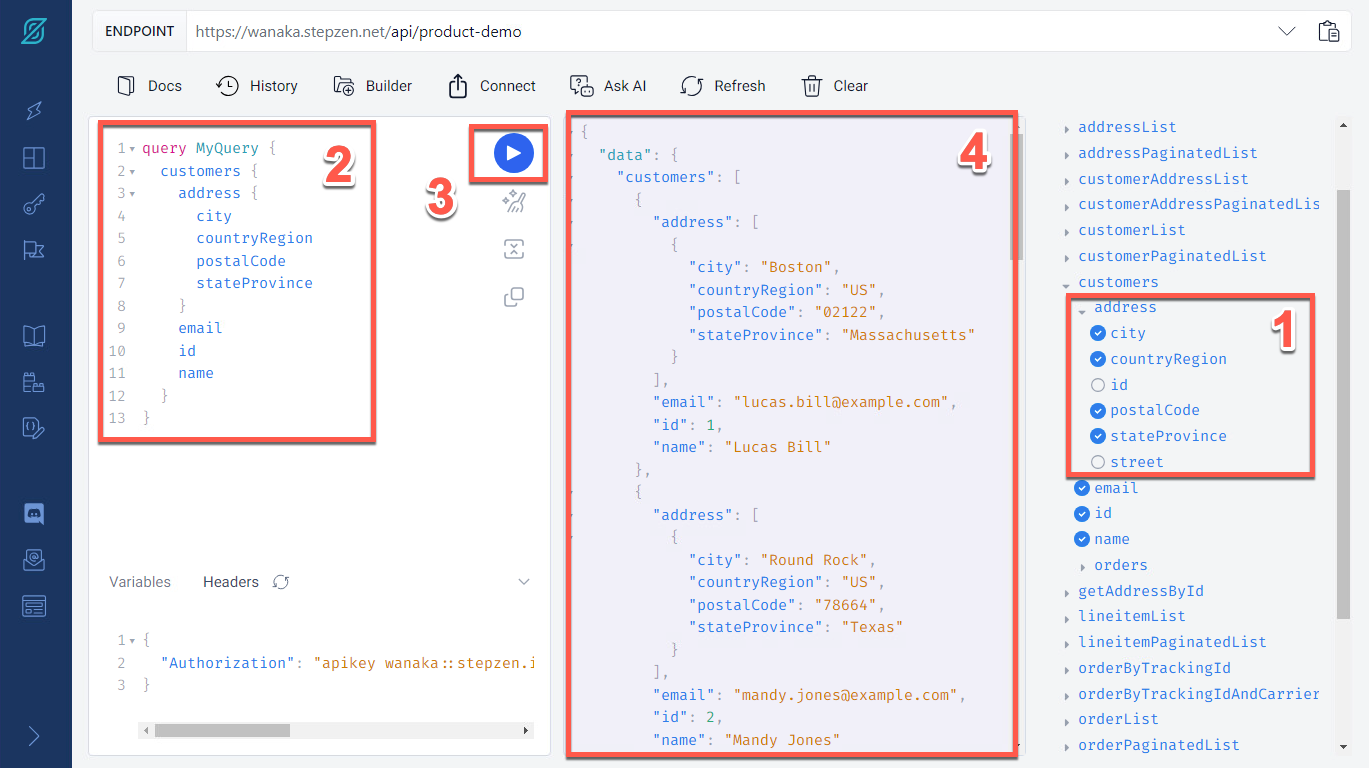 ENDPOINT https://wanaka.stepzen.net/api/product-demo
Docs History Builder Connect Ask AI Refresh Clear
1 query MyQuery {
2 customers {
3 address {
4 city
5 countryRegion
6 postalCode
7 stateProvince
8 }
9 email
10 id
11 name
12 }
13 }
2
3
Variables Headers
1 {
2 "Authorization": "apikey wanaka::stepzen.i
3 }
{
"data": {
"customers": [
{
"address": [
{
"city": "Boston",
"countryRegion": "US",
"postalCode": "02122",
"stateProvince": "Massachusetts"
}
],
"email": "lucas.bill@example.com",
"id": 1,
"name": "Lucas Bill"
},
{
"address": [
{
"city": "Round Rock",
"countryRegion": "US",
"postalCode": "78664",
"stateProvince": "Texas"
}
],
"email": "mandy.jones@example.com",
"id": 2,
"name": "Mandy Jones"
4
addressList
addressPaginatedList
customerAddressList
customerAddressPaginatedLis
customerList
customerPaginatedList
customers
address
city
countryRegion
id
postalCode
stateProvince
street
1
email
id
name
orders
getAddressById
lineitemList
lineitemPaginatedList
orderByTrackingId
orderByTrackingIdAndCarrier
orderList
orderPaginatedList